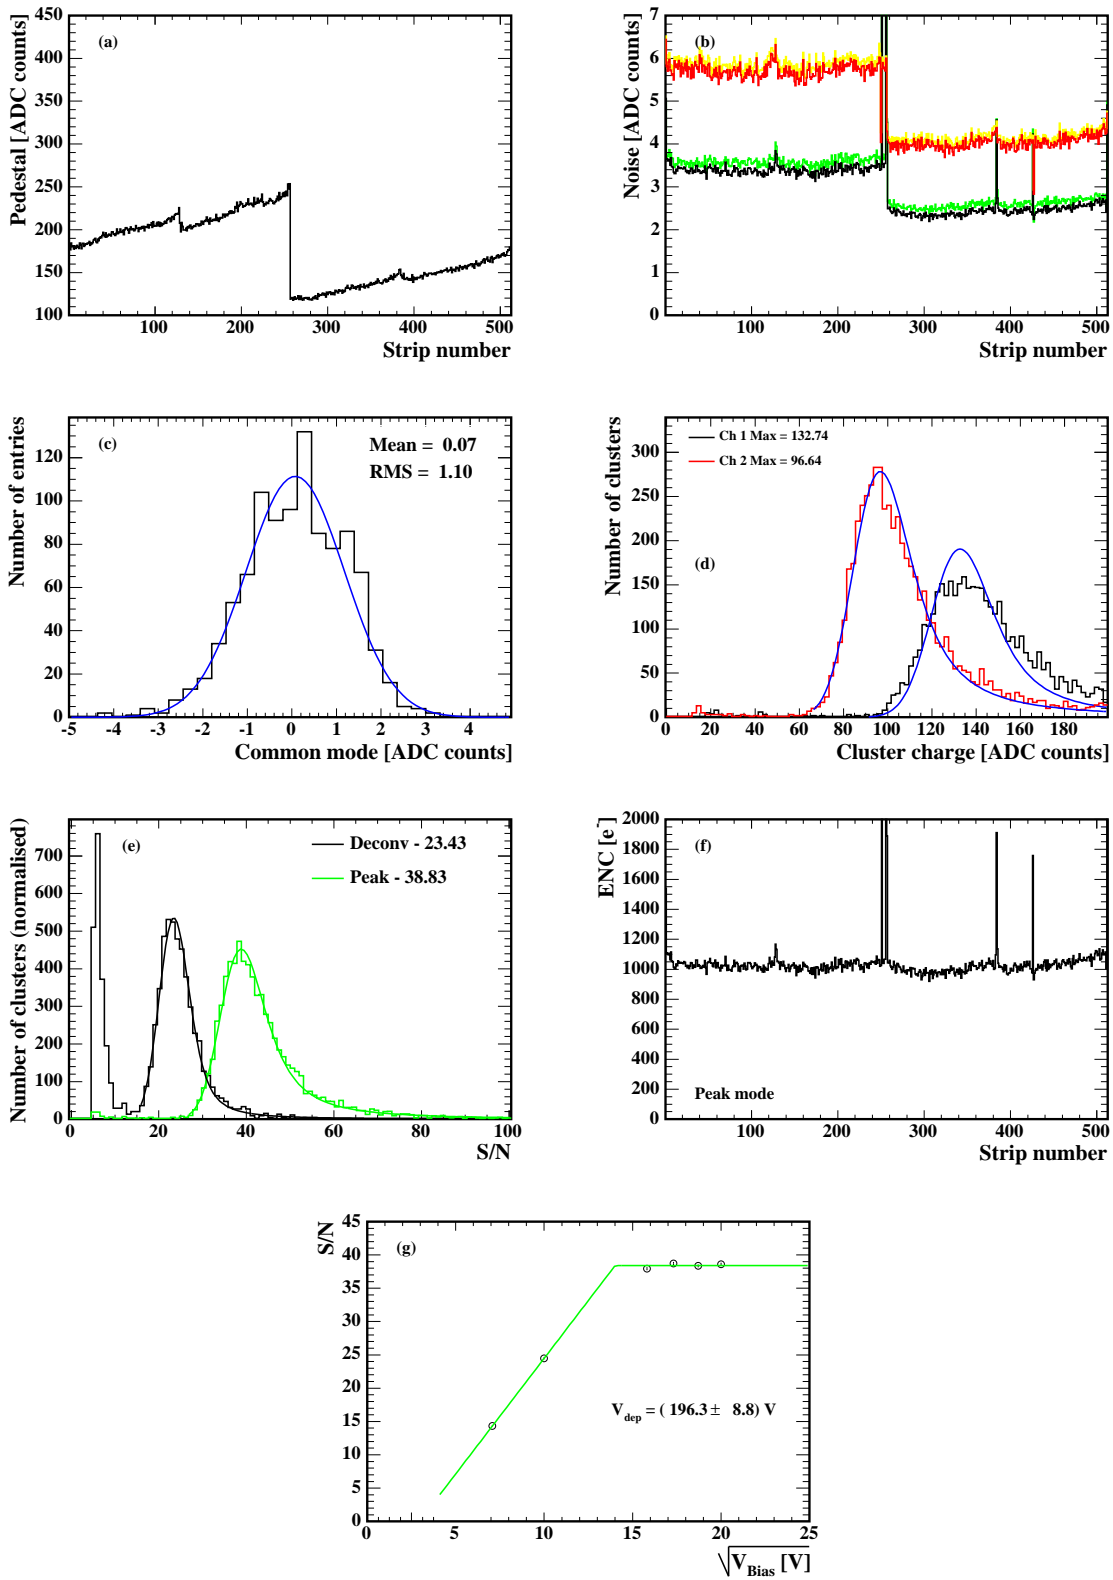 (a)
Pedestal [ADC counts]
450
400
350
300
250
200
150
100
100 200 300 400 500
Strip number
(b)
Noise [ADC counts]
7
6
5
4
3
2
1
0
100 200 300 400 500
Strip number
(c)
Number of entries
120
100
80
60
40
20
0
-5 -4 -3 -2 -1 0 1 2 3 4
Mean = 0.07
RMS = 1.10
Common mode [ADC counts]
(d)
Number of clusters
300
250
200
150
100
50
0
0 20 40 60 80 100 120 140 160 180
Ch 1 Max = 132.74
Ch 2 Max = 96.64
Cluster charge [ADC counts]
(e)
Number of clusters (normalised)
700
600
500
400
300
200
100
0
0 20 40 60 80 100
Deconv - 23.43
Peak - 38.83
S/N
(f)
ENC [e⁻]
2000
1800
1600
1400
1200
1000
800
600
400
200
0
Peak mode
100 200 300 400 500
Strip number
(g)
S/N
45
40
35
30
25
20
15
10
5
0
0 5 10 15 20 25
V_dep = ( 196.3 ± 8.8) V
√V_Bias [V]